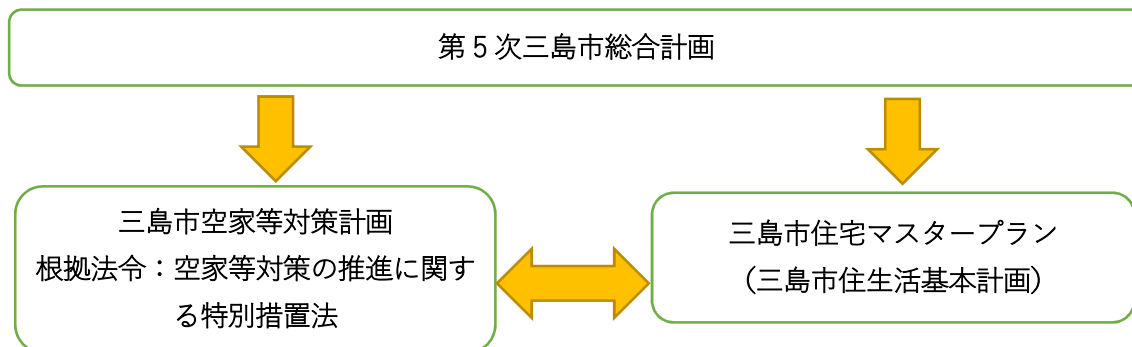 第５次三島市総合計画
三島市空家等対策計画
根拠法令：空家等対策の推進に関す
る特別措置法
三島市住宅マスタープラン
（三島市住生活基本計画）